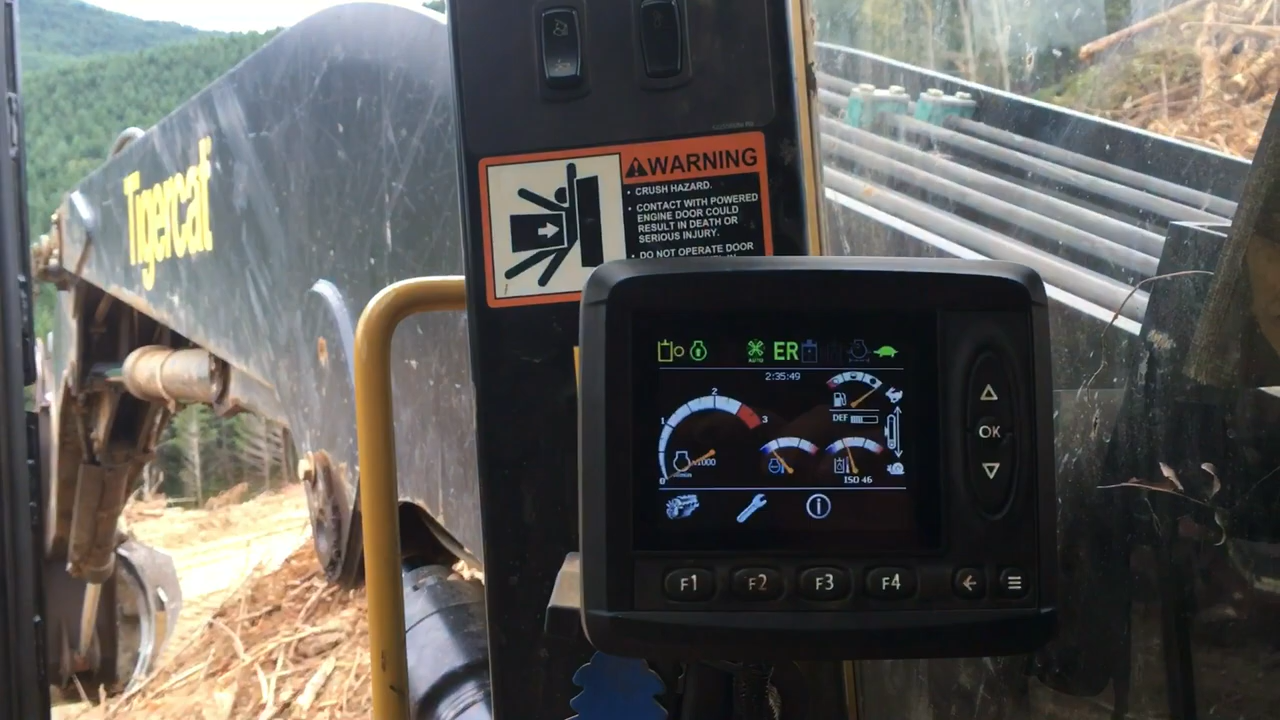 Tigercat
WARNING
• CRUSH HAZARD.
• CONTACT WITH POWERED
ENGINE DOOR COULD
RESULT IN DEATH OR
SERIOUS INJURY.
• DO NOT OPERATE DOOR
AUTO
ER
2:35:49
DEF
0
1
2
3
x1000
ISO 46
OK
F1
F2
F3
F4